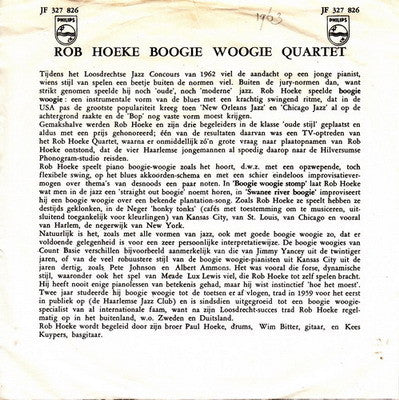 JF 327 826
JF 327 826
PHILIPS
PHILIPS
1963
ROB HOEKE BOOGIE WOOGIE QUARTET
Tijdens het Loosdrechtse Jazz Concours van 1962 viel de aandacht op een jonge pianist,
wiens stijl van spelen een beetje buiten de normen viel. Buiten de jury-normen dan, want
strikt genomen speelde hij noch 'oude', noch 'moderne' jazz. Rob Hoeke speelde boogie
woogie: een instrumentale vorm van de blues met een krachtig swingend ritme, dat in de
USA pas de grootste populariteit kreeg toen 'New Orleans Jazz' en 'Chicago Jazz' al op de
achtergrond raakte en de 'Bop' nog vaste vorm moest krijgen.
Gemakshalve werden Rob Hoeke en zijn drie begeleiders in de klasse 'oude stijl' geplaatst en
aldus met een prijs gehonoreerd; één van de resultaten daarvan was een TV-optreden van
het Rob Hoeke Quartet, waarna er onmiddellijk zó'n grote vraag naar plaatopnamen van Rob
Hoeke ontstond, dat de vier Haarlemse jongemannen al spoedig daarop naar de Hilversumse
Phonogram-studio reisden.
Rob Hoeke speelt piano boogie-woogie zoals het hoort, d.w.z. met een opzwepende, toch
flexibele swing, op het blues akkoorden-schema en met een schier eindeloos improvisatiever-
mogen over thema's van desnoods een paar noten. In 'Boogie woogie stomp' laat Rob Hoeke
wat men in de jazz een 'straight out boogie' noemt horen, in 'Swanee river boogie' improviseert
hij een boogie woogie over een bekende plantation-song. Zoals Rob Hoeke ze speelt hebben
destijds geklonken, in de Neger 'honky tonks' (cafés met toestemming om te musiceren, uit-
sluitend toegankelijk voor kleurlingen) van Kansas City, van St. Louis, van Chicago en vooral
van Harlem, de negerwijk van New York.
Natuurlijk is het, zoals met alle vormen van jazz, ook met goede boogie woogie zo, dat er
voldoende gelegenheid is voor een zeer persoonlijke interpretatiewijze. De boogie woogies van
Count Basie verschillen bijvoorbeeld aanmerkelijk van die van Jimmy Yancey uit de twintiger
jaren, of van de veel robuustere stijl van de boogie woogie-pianisten uit Kansas City uit de
jaren dertig, zoals Pete Johnson en Albert Ammons. Het was vooral die forse, dynamische
stijl, waaronder ook het spel van Meade Lux Lewis viel, die Rob Hoeke tot zelf spelen bracht.
Hij heeft nooit enige pianolessen van betekenis gehad, maar hij wist instinctief 'hoe het moest'.
Twee jaar studeerde hij boogie woogie tot de toetsen er af vlogen, trad in 1959 voor het eerst
in publiek op (de Haarlemse Jazz Club) en is sindsdien uitgegroeid tot een boogie woogie-
specialist van al internationale faam, want na zijn Loosdrecht-succes trad Rob Hoeke regel-
matig op in het buitenland, w.o. Zweden en Duitsland.
Rob Hoeke wordt begeleid door zijn broer Paul Hoeke, drums, Wim Bitter, gitaar, en Kees
Kuypers, basgitaar.